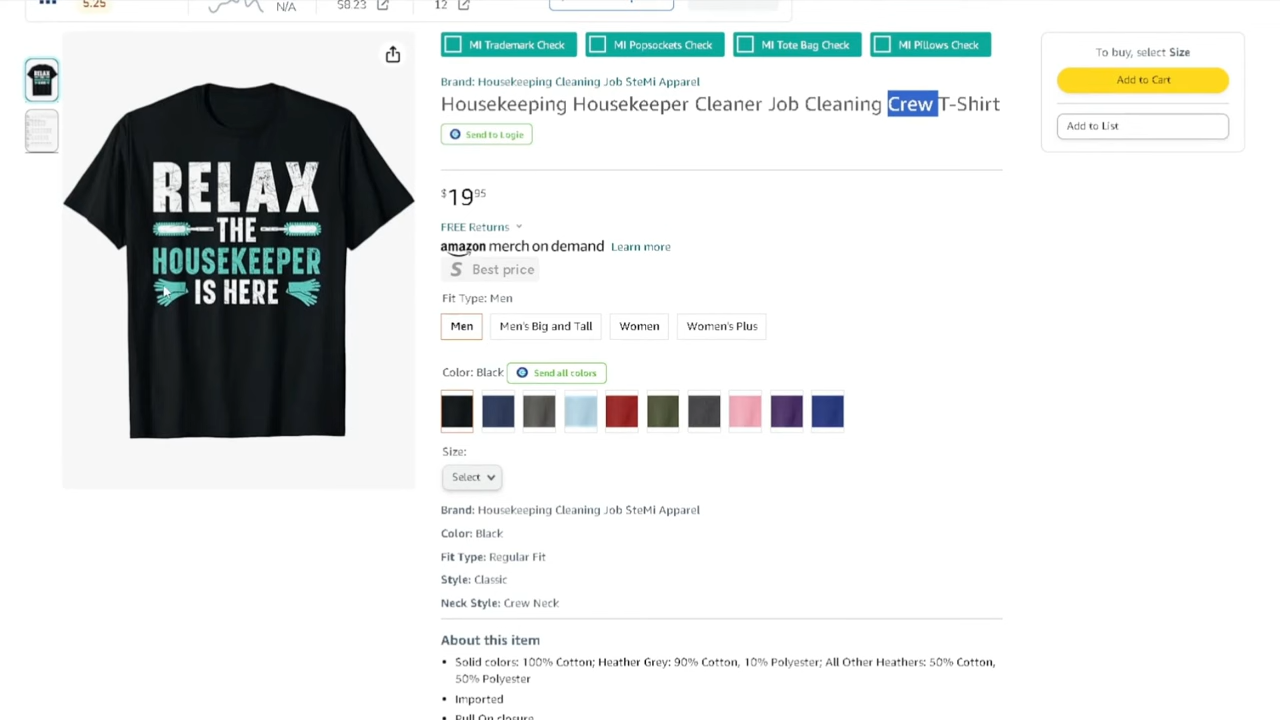 5.25
N/A
$8.23
12
MI Trademark Check
MI Popsockets Check
MI Tote Bag Check
MI Pillows Check
Brand: Housekeeping Cleaning Job SteMi Apparel
Housekeeping Housekeeper Cleaner Job Cleaning Crew T-Shirt
Send to Logie
$19.95
FREE Returns
amazon merch on demand Learn more
S Best price
Fit Type: Men
Men
Men's Big and Tall
Women
Women's Plus
Color: Black
Send all colors
Size:
Select
Brand: Housekeeping Cleaning Job SteMi Apparel
Color: Black
Fit Type: Regular Fit
Style: Classic
Neck Style: Crew Neck
About this item
• Solid colors: 100% Cotton; Heather Grey: 90% Cotton, 10% Polyester; All Other Heathers: 50% Cotton,
50% Polyester
• Imported
• Pull On closure
To buy, select Size
Add to Cart
Add to List
RELAX
THE
HOUSEKEEPER
IS HERE